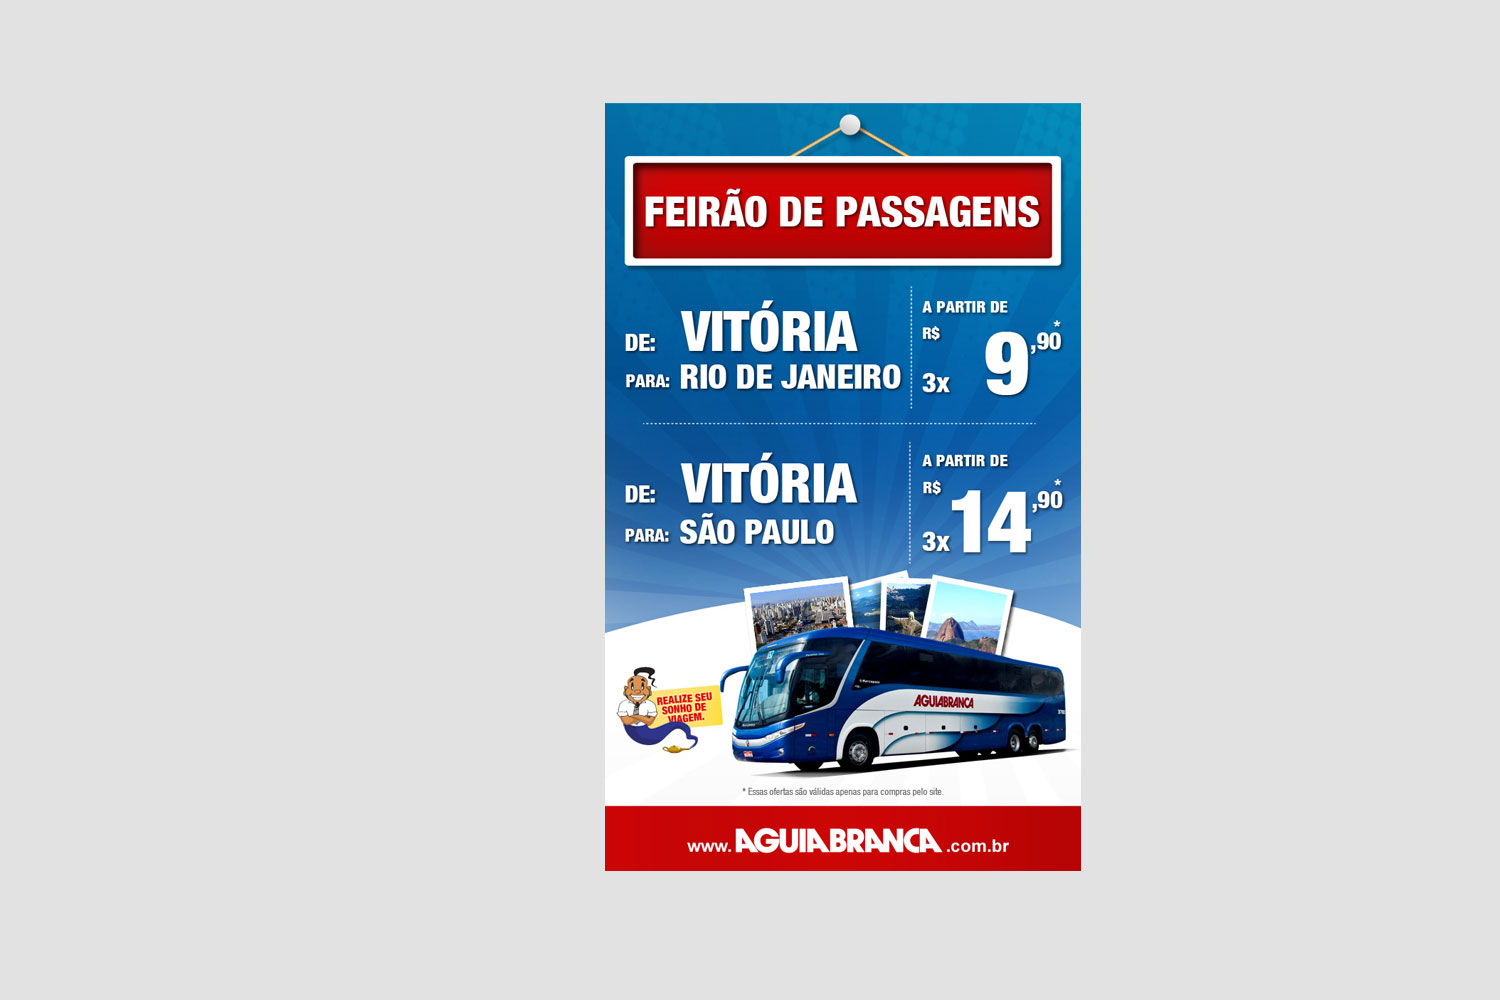 FEIRÃO DE PASSAGENS
DE: VITÓRIA
PARA: RIO DE JANEIRO
A PARTIR DE
R$
3x 9,90*
DE: VITÓRIA
PARA: SÃO PAULO
A PARTIR DE
R$
3x 14,90*
REALIZE SEU
SONHO DE
VIAGEM.
AGUIABRANCA
* Essas ofertas são válidas apenas para compras pelo site.
www.AGUIABRANCA.com.br